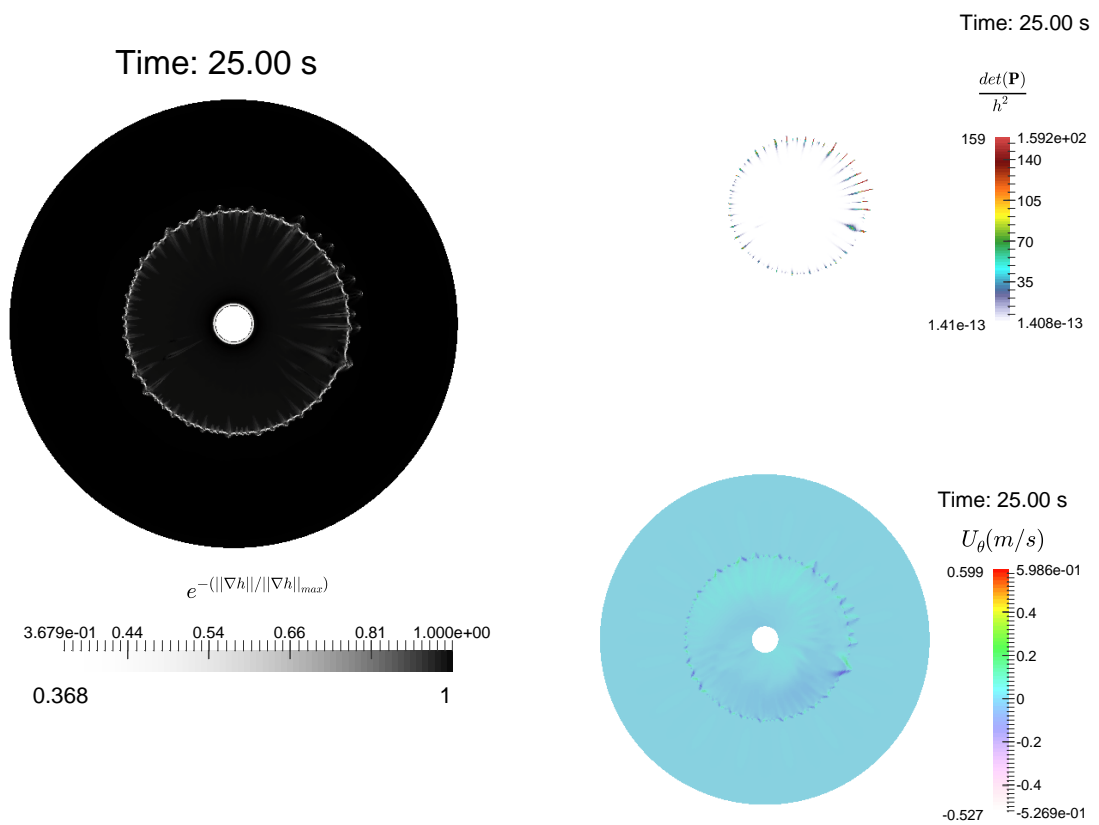 Time: 25.00 s
e^{-(||∇h||/||∇h||_{max})}
3.679e-01 0.44 0.54 0.66 0.81 1.000e+00
0.368 1
Time: 25.00 s
det(P)
h²
159 1.592e+02
140
105
70
35
1.41e-13 1.408e-13
Time: 25.00 s
U_θ(m/s)
0.599 5.986e-01
0.4
0.2
0
-0.2
-0.4
-0.527 -5.269e-01